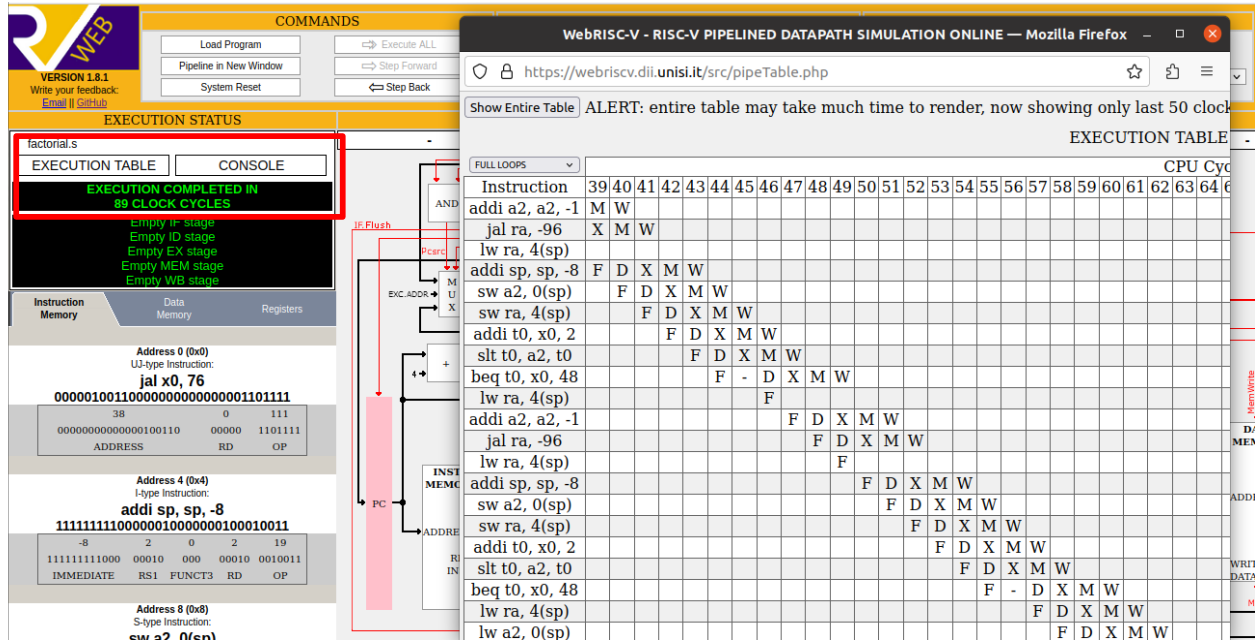 WEB
VERSION 1.8.1
Write your feedback:
Email || GitHub
COMMANDS
Load Program
Execute ALL
Pipeline in New Window
Step Forward
System Reset
Step Back
EXECUTION STATUS
-
factorial.s
EXECUTION TABLE CONSOLE
EXECUTION COMPLETED IN
89 CLOCK CYCLES
Empty IF stage
Empty ID stage
Empty EX stage
Empty MEM stage
Empty WB stage
Instruction Memory
Data Memory
Registers
Address 0 (0x0)
UJ-type Instruction:
jal x0, 76
00000100110000000000000001101111
38 0 111
00000000000000100110 00000 1101111
ADDRESS RD OP
Address 4 (0x4)
I-type Instruction:
addi sp, sp, -8
11111111100000010000000100010011
-8 2 0 2 19
111111111000 00010 000 00010 0010011
IMMEDIATE RS1 FUNCT3 RD OP
Address 8 (0x8)
S-type Instruction:
sw a2, 0(sp)
AND
IF.Flush
Pcsrc
EXC.ADDR
M
U
X
+
4
PC
WebRISC-V - RISC-V PIPELINED DATAPATH SIMULATION ONLINE — Mozilla Firefox
https://webriscv.dii.unisi.it/src/pipeTable.php
Show Entire Table ALERT: entire table may take much time to render, now showing only last 50 clock
EXECUTION TABLE
FULL LOOPS
CPU Cyc
Instruction 39 40 41 42 43 44 45 46 47 48 49 50 51 52 53 54 55 56 57 58 59 60 61 62 63 64
addi a2, a2, -1 M W
jal ra, -96 X M W
lw ra, 4(sp)
addi sp, sp, -8 F D X M W
sw a2, 0(sp) F D X M W
sw ra, 4(sp) F D X M W
addi t0, x0, 2 F D X M W
slt t0, a2, t0 F D X M W
beq t0, x0, 48 F - D X M W
lw ra, 4(sp) F
addi a2, a2, -1 F D X M W
jal ra, -96 F D X M W
lw ra, 4(sp) F
addi sp, sp, -8 F D X M W
sw a2, 0(sp) F D X M W
sw ra, 4(sp) F D X M W
addi t0, x0, 2 F D X M W
slt t0, a2, t0 F D X M W
beq t0, x0, 48 F - D X M W
lw ra, 4(sp) F D X M W
lw a2, 0(sp) F D X M W
-
MemWrite